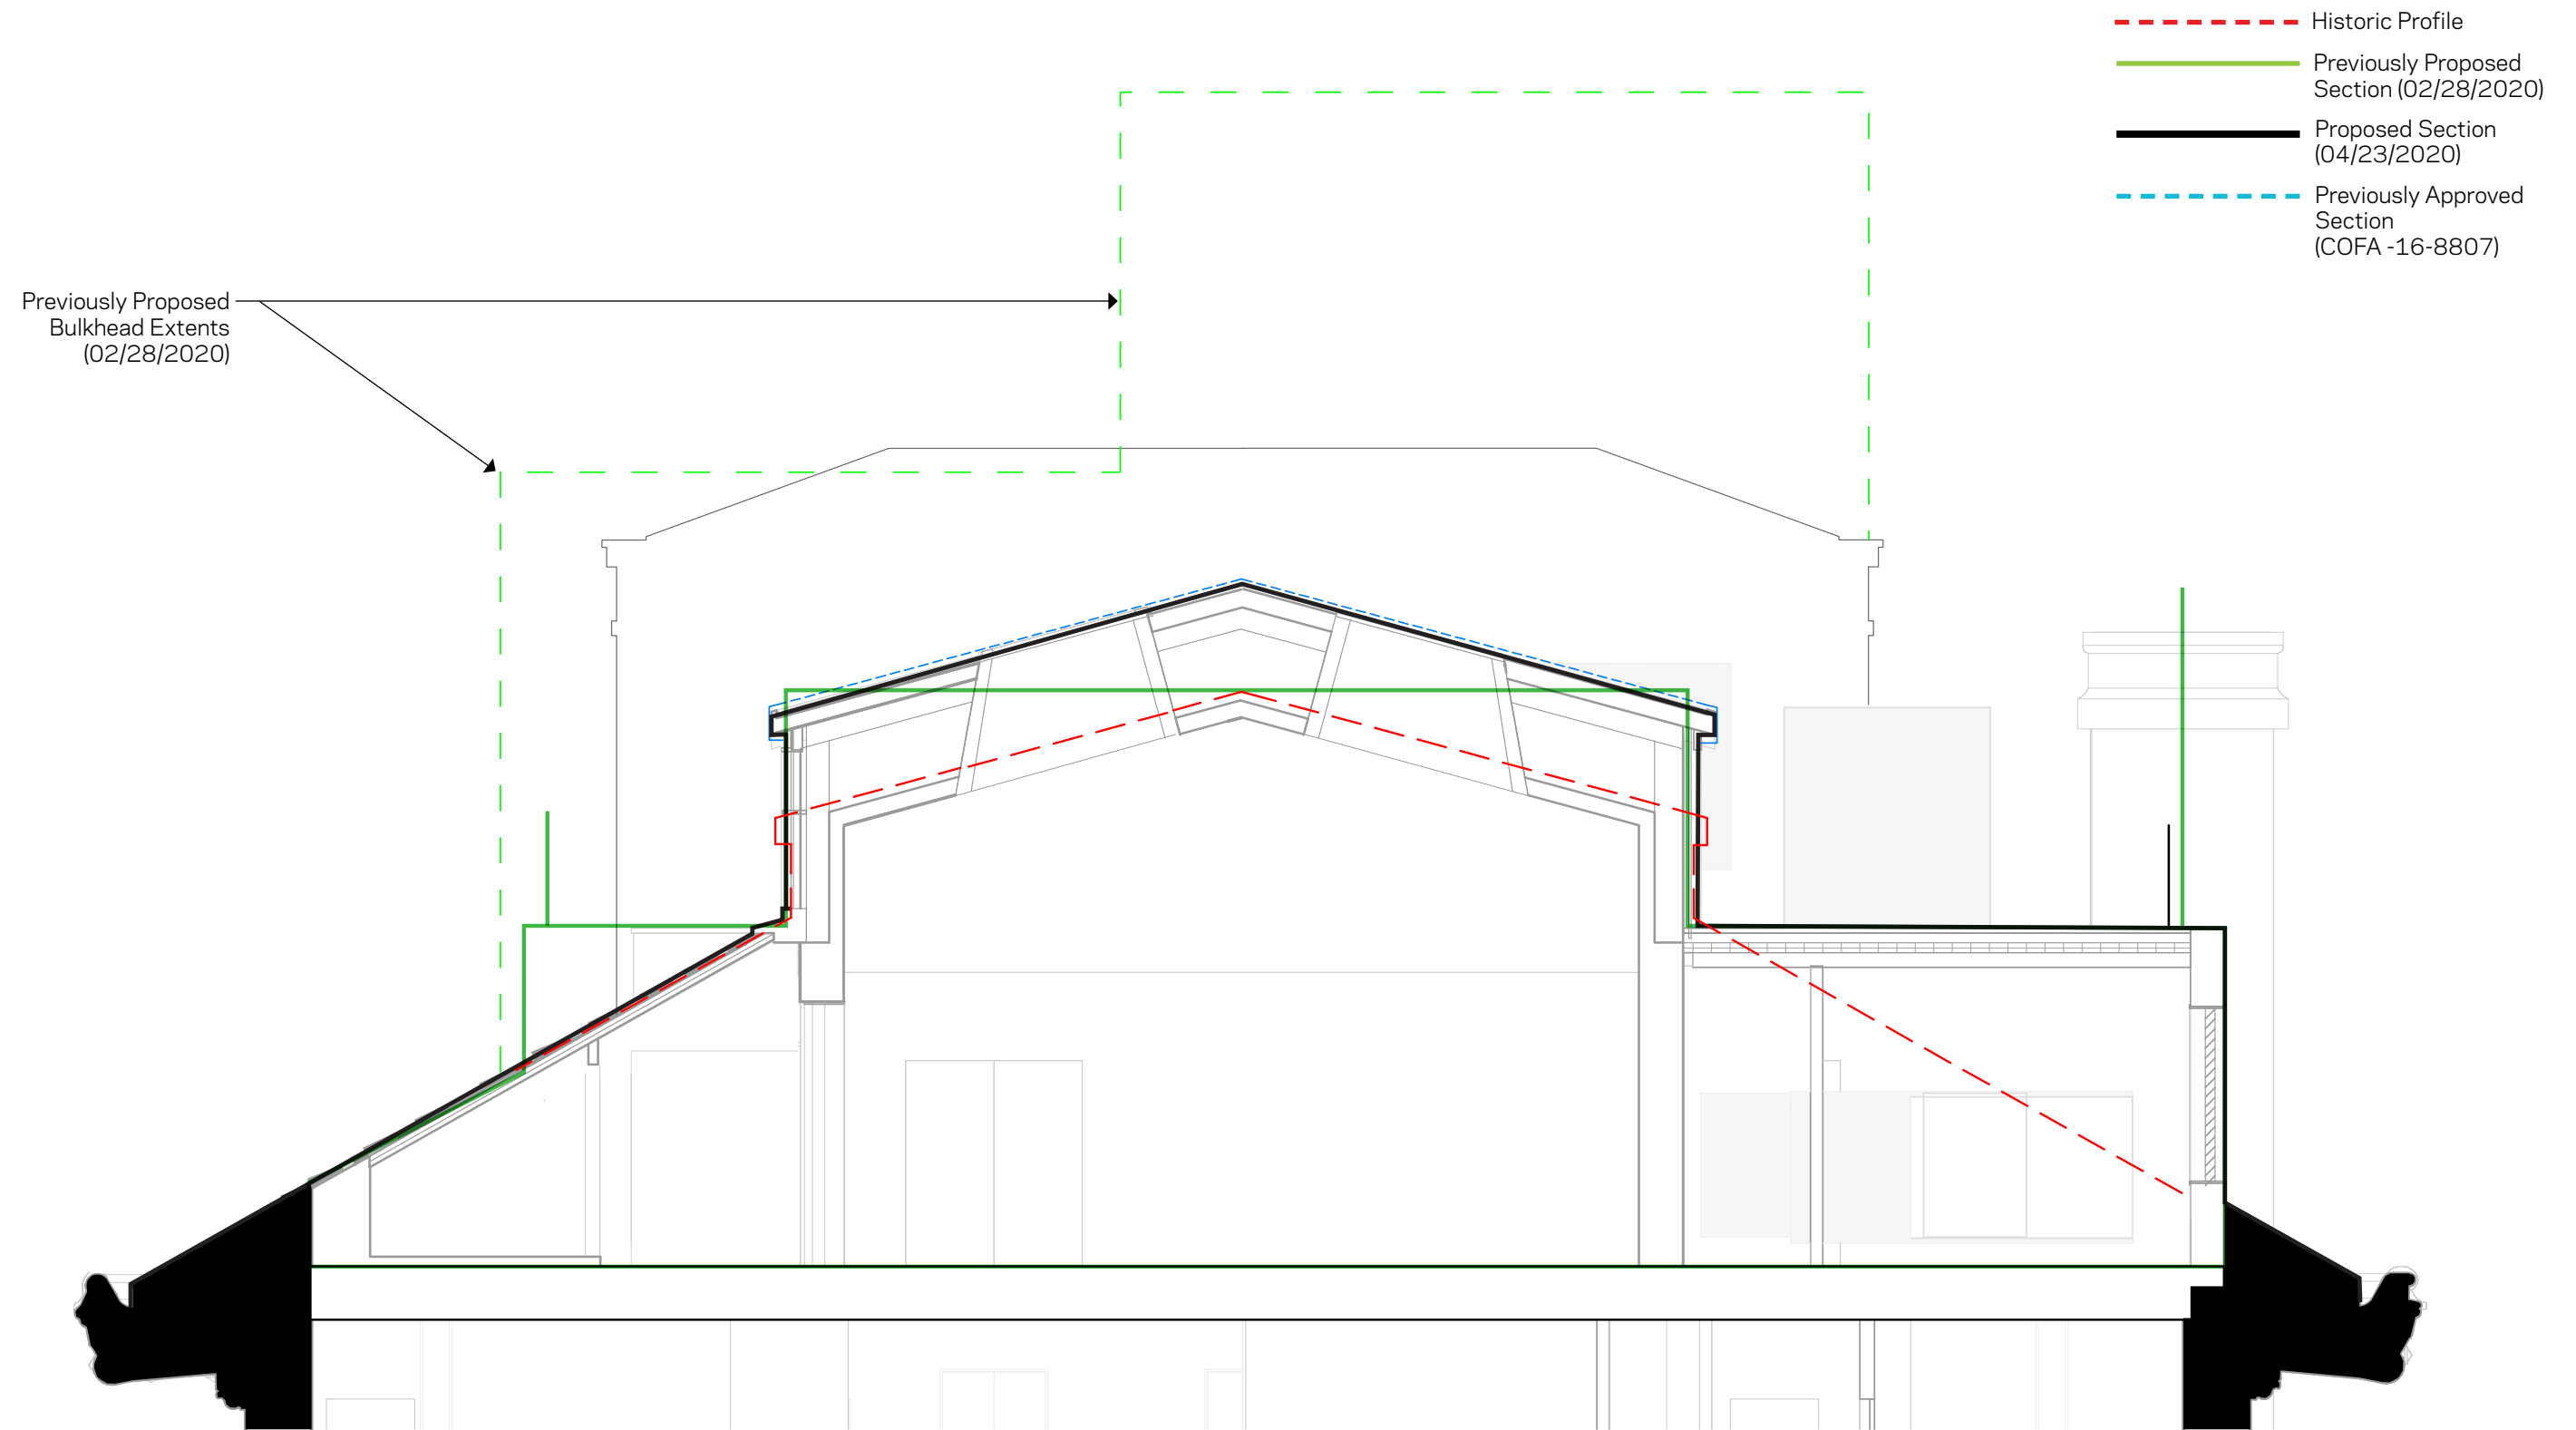 Historic Profile
Previously Proposed
Section (02/28/2020)
Proposed Section
(04/23/2020)
Previously Approved
Section
(COFA -16-8807)
Previously Proposed
Bulkhead Extents
(02/28/2020)